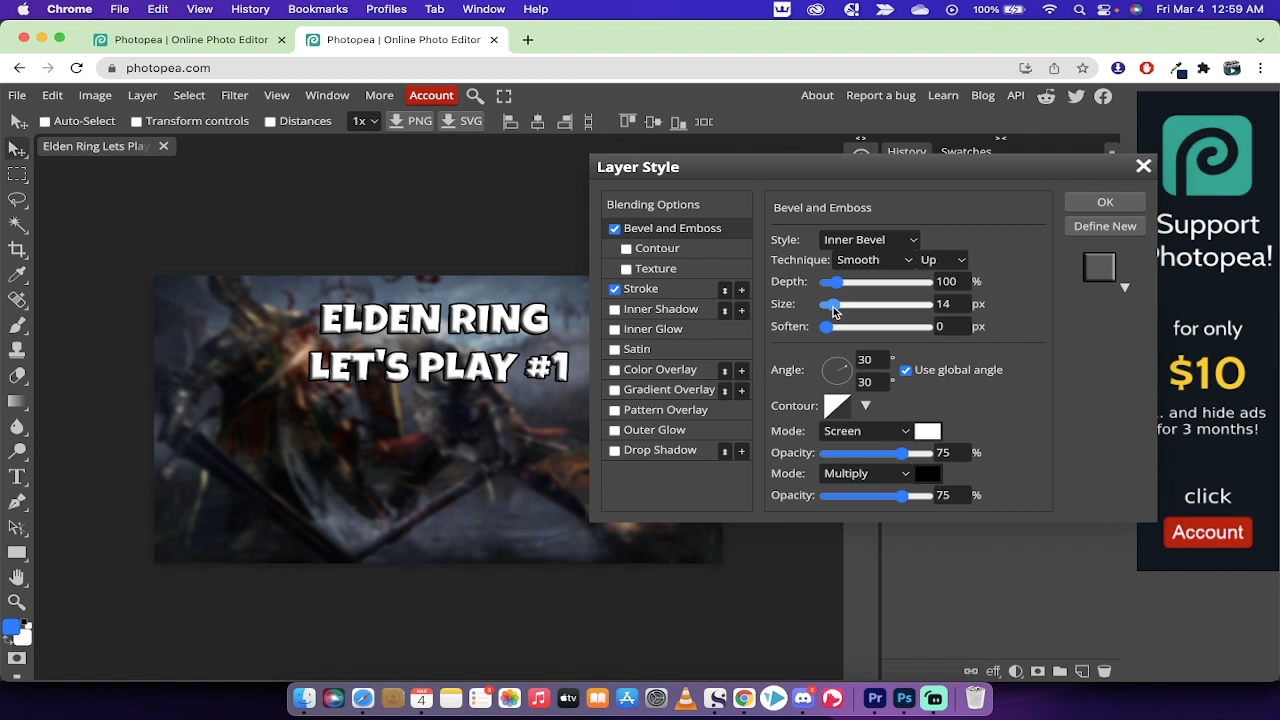 Chrome File Edit View History Bookmarks Profiles Tab Window Help 100% Fri Mar 4 12:59 AM
Photopea | Online Photo Editor Photopea | Online Photo Editor
photopea.com
File Edit Image Layer Select Filter View Window More Account About Report a bug Learn Blog API
Auto-Select Transform controls Distances 1x PNG SVG
Elden Ring Lets Play
History Swatches
Layer Style
Blending Options
Bevel and Emboss
Contour
Texture
Stroke
Inner Shadow
Inner Glow
Satin
Color Overlay
Gradient Overlay
Pattern Overlay
Outer Glow
Drop Shadow
Bevel and Emboss
Style: Inner Bevel
Technique: Smooth Up
Depth: 100 %
Size: 14 px
Soften: 0 px
Angle: 30 °
30 °
Use global angle
Contour:
Mode: Screen
Opacity: 75 %
Mode: Multiply
Opacity: 75 %
OK
Define New
ELDEN RING
LET'S PLAY #1
Support
hotopea!
for only
$10
.. and hide ads
for 3 months!
click
Account
eff
MAR
4
tv
Pr Ps